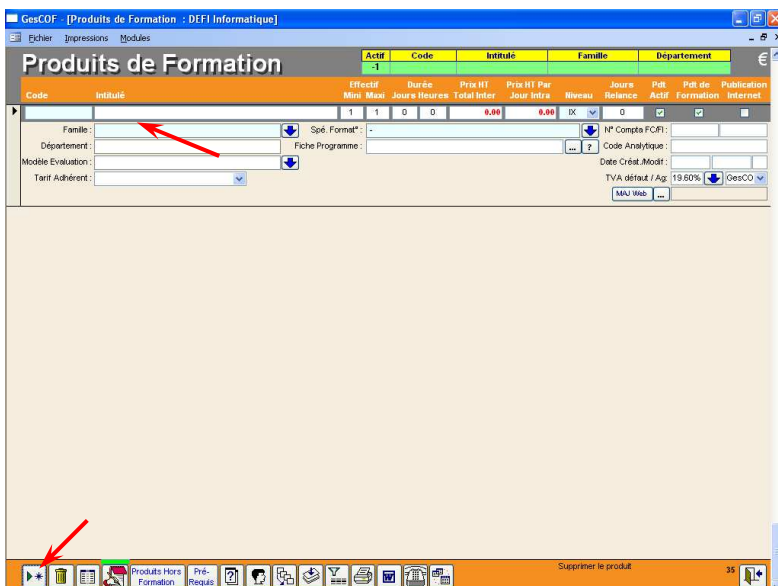 GesCOF - [Produits de Formation : DEFI Informatique]
Fichier Impressions Modules
Produits de Formation
Actif Code Intitulé Famille Département €
-1
Effectif Durée Prix HT Prix HT Par Jours Pdt Pdt de Publication
Code Intitulé Mini Maxi Jours Heures Total Inter Jour Intra Niveau Relance Actif Formation Internet
1 1 0 0 0.00 0.00 IX 0
Famille : Spé. Format° : - N° Compta FC/FI :
Département : Fiche Programme : ... ? Code Analytique :
Modèle Evaluation : Date Créat./Modif :
Tarif Adhérent : TVA défaut / Ag: 19.60% GesCO
MAJ Web ...
Produits Hors Formation Pré-Requis Supprimer le produit 35